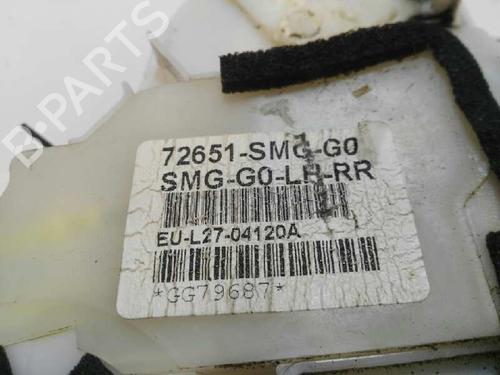 72651-SMG-G0
SMG-G0-LH-RR
EU-L27-04120A
*GG79687*
B-PARTS